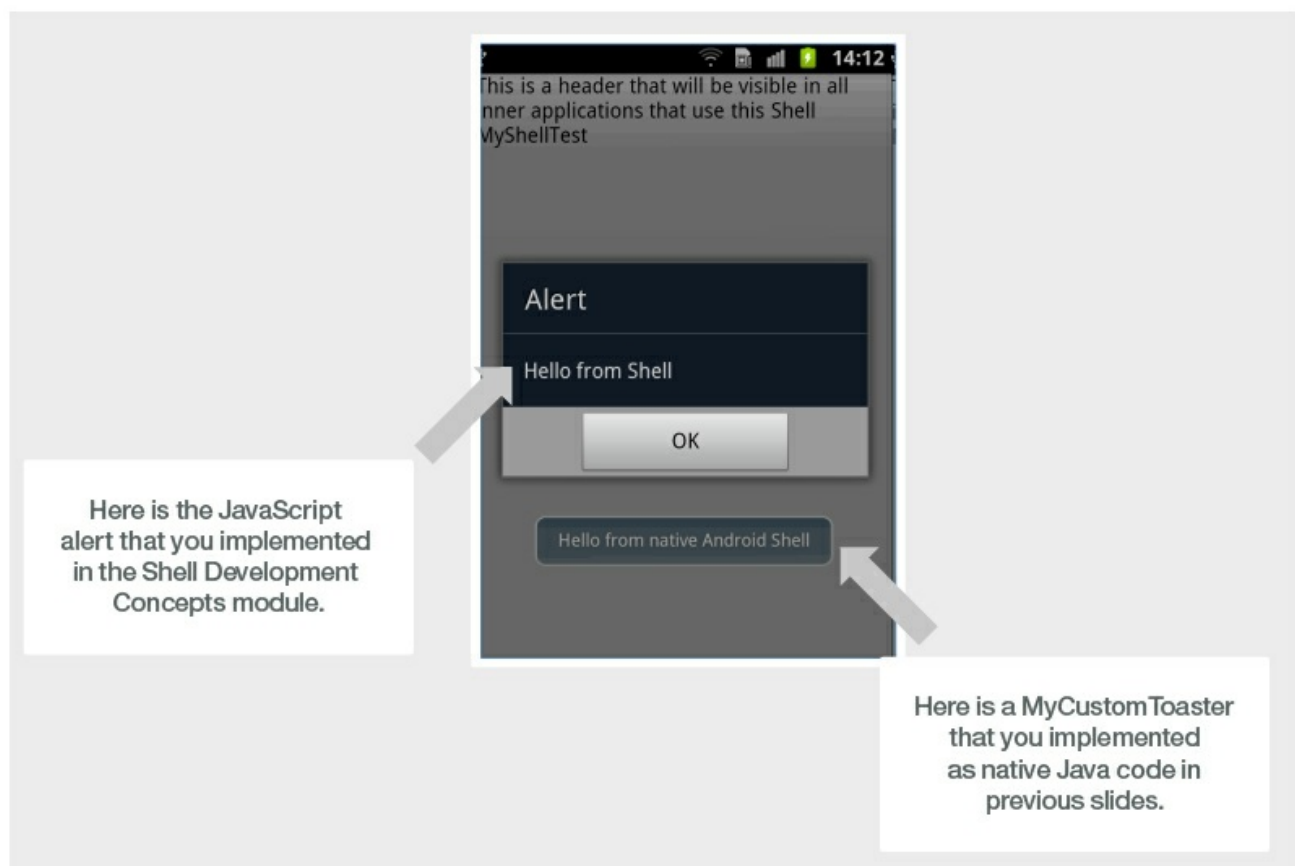 14:12
This is a header that will be visible in all
inner applications that use this Shell
MyShellTest
Alert
Hello from Shell
OK
Here is the JavaScript
alert that you implemented
in the Shell Development
Concepts module.
Hello from native Android Shell
Here is a MyCustomToaster
that you implemented
as native Java code in
previous slides.